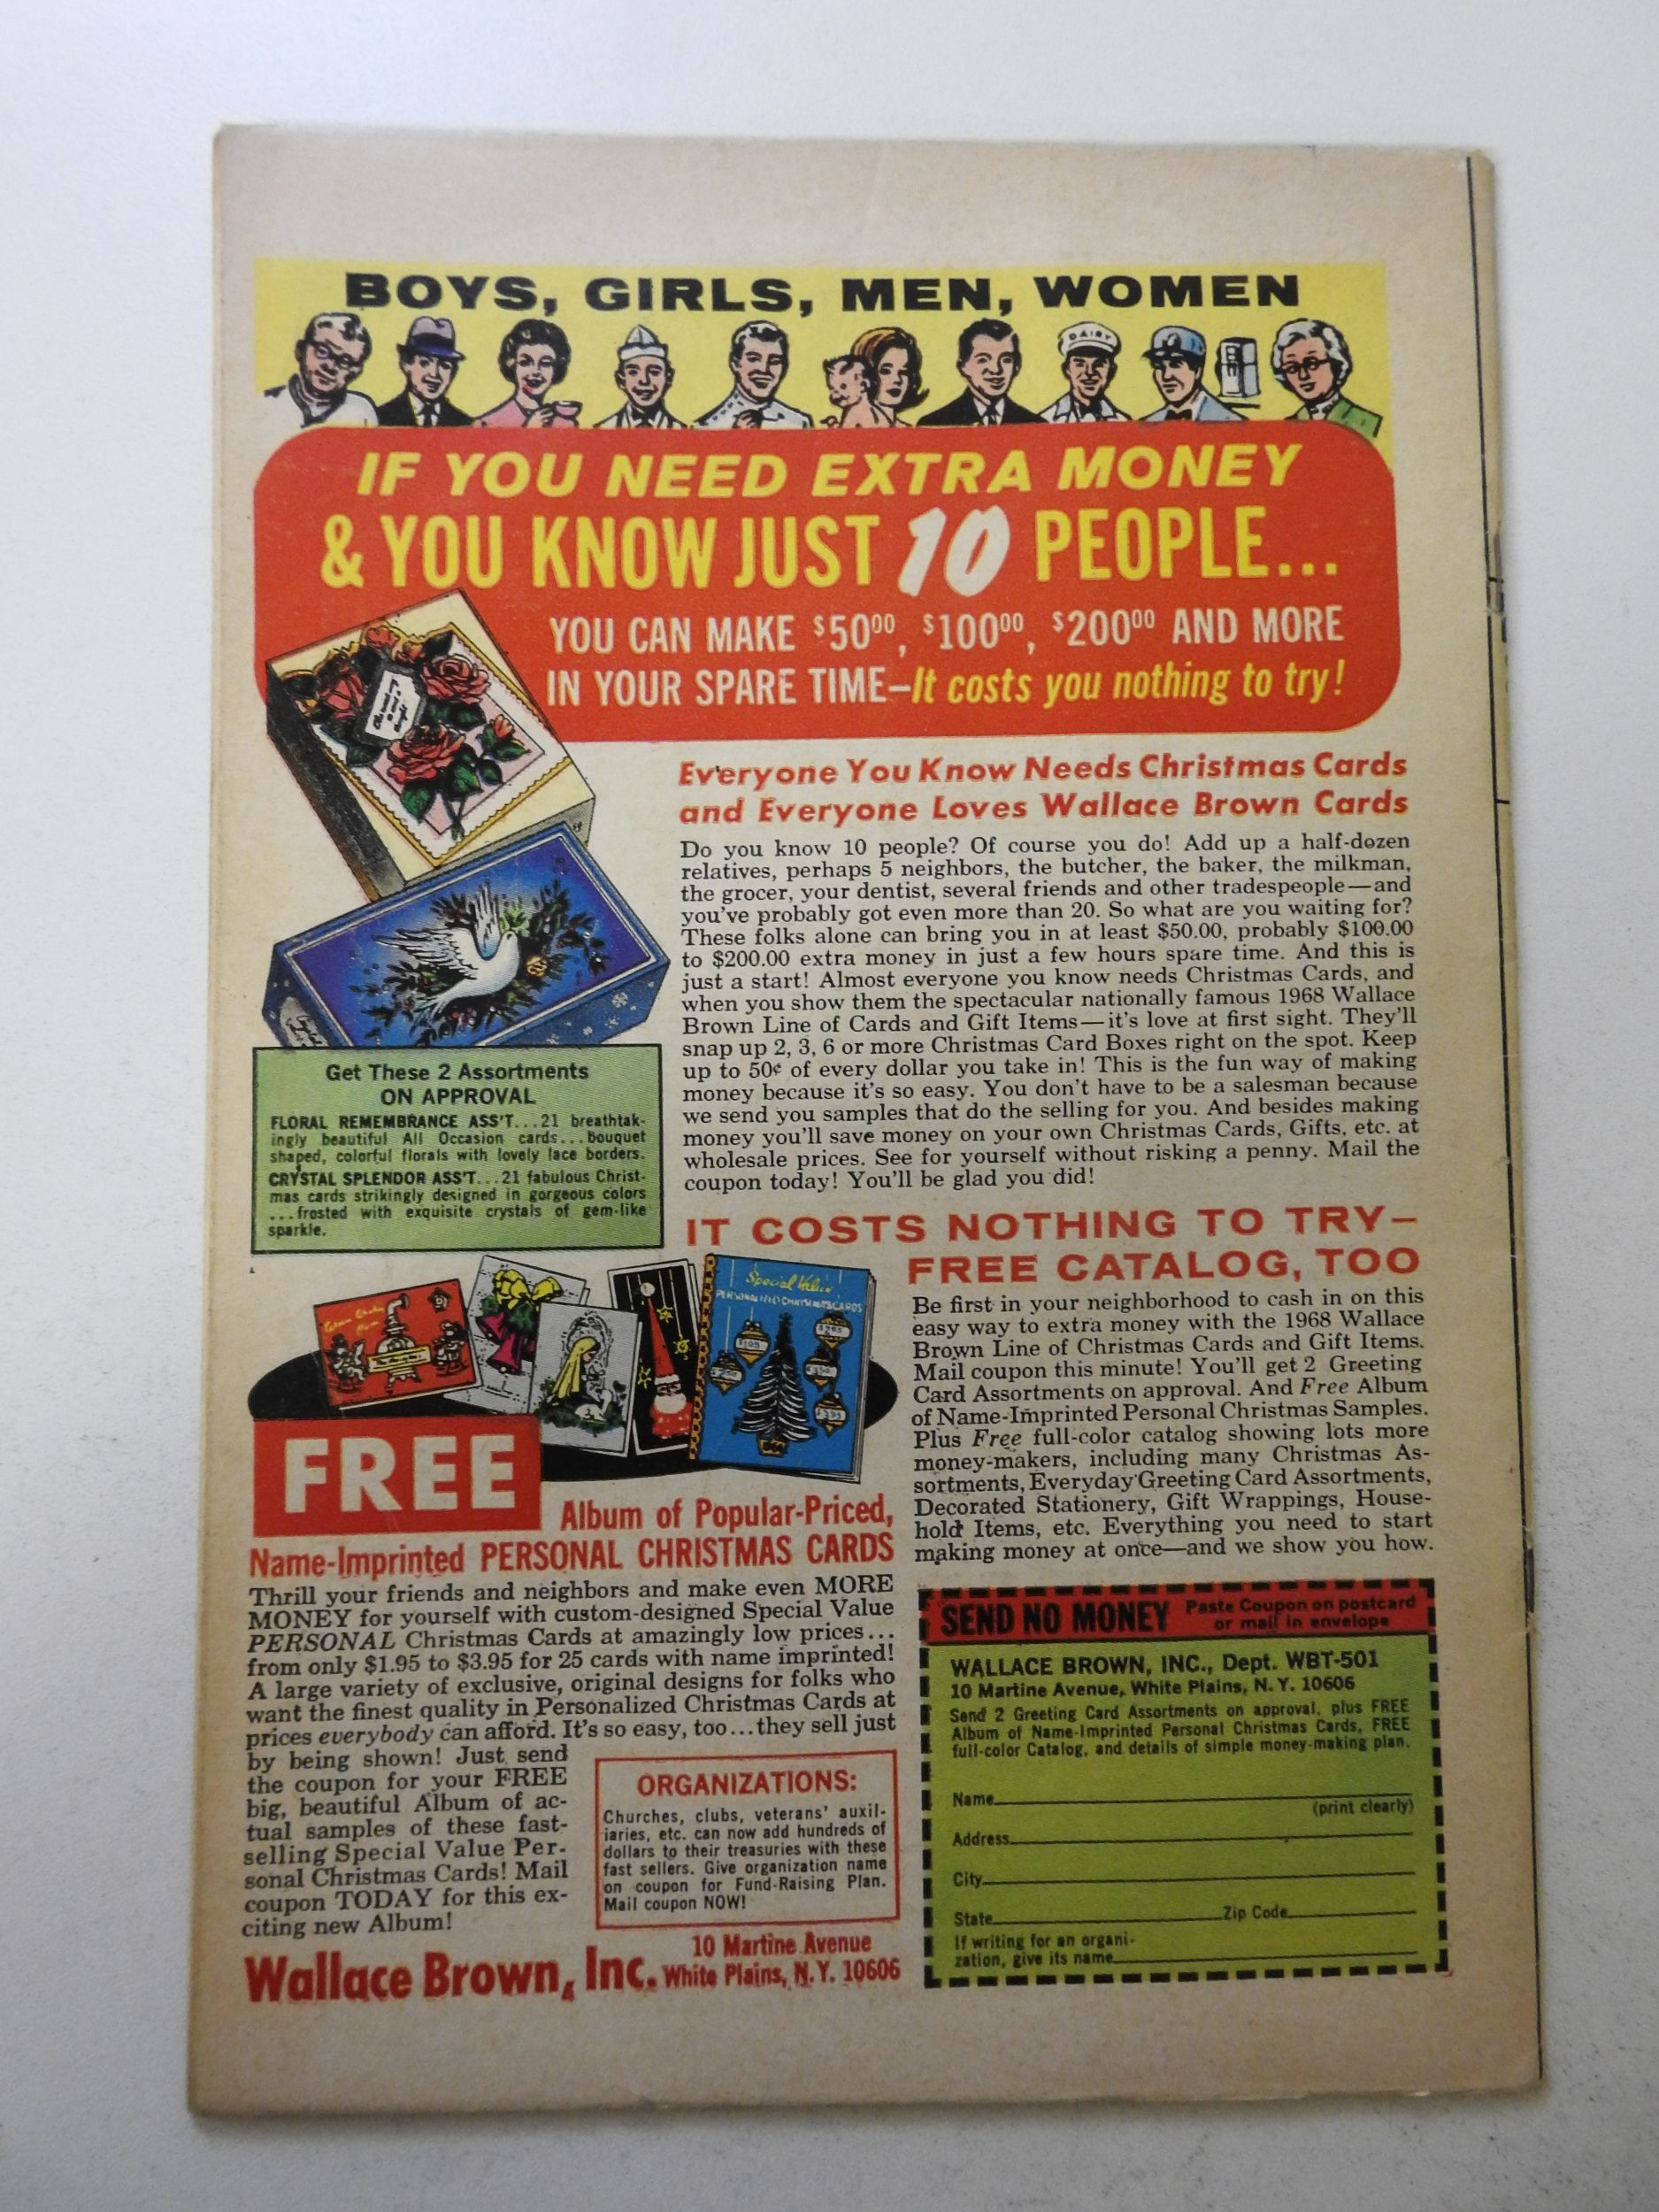 BOYS, GIRLS, MEN, WOMEN
DAIRY
IF YOU NEED EXTRA MONEY
& YOU KNOW JUST 10 PEOPLE...
YOU CAN MAKE $50⁰⁰, $100⁰⁰, $200⁰⁰ AND MORE
IN YOUR SPARE TIME—It costs you nothing to try!
Everyone You Know Needs Christmas Cards
and Everyone Loves Wallace Brown Cards
Do you know 10 people? Of course you do! Add up a half-dozen
relatives, perhaps 5 neighbors, the butcher, the baker, the milkman,
the grocer, your dentist, several friends and other tradespeople—and
you've probably got even more than 20. So what are you waiting for?
These folks alone can bring you in at least $50.00, probably $100.00
to $200.00 extra money in just a few hours spare time. And this is
just a start! Almost everyone you know needs Christmas Cards, and
when you show them the spectacular nationally famous 1968 Wallace
Brown Line of Cards and Gift Items—it's love at first sight. They'll
snap up 2, 3, 6 or more Christmas Card Boxes right on the spot. Keep
up to 50¢ of every dollar you take in! This is the fun way of making
money because it's so easy. You don't have to be a salesman because
we send you samples that do the selling for you. And besides making
money you'll save money on your own Christmas Cards, Gifts, etc. at
wholesale prices. See for yourself without risking a penny. Mail the
coupon today! You'll be glad you did!
Get These 2 Assortments
ON APPROVAL
FLORAL REMEMBRANCE ASS'T...21 breathtak-
ingly beautiful All Occasion cards...bouquet
shaped, colorful florals with lovely lace borders.
CRYSTAL SPLENDOR ASS'T...21 fabulous Christ-
mas cards strikingly designed in gorgeous colors
...frosted with exquisite crystals of gem-like
sparkle.
IT COSTS NOTHING TO TRY—
FREE CATALOG, TOO
Be first in your neighborhood to cash in on this
easy way to extra money with the 1968 Wallace
Brown Line of Christmas Cards and Gift Items.
Mail coupon this minute! You'll get 2 Greeting
Card Assortments on approval. And Free Album
of Name-Imprinted Personal Christmas Samples.
Plus Free full-color catalog showing lots more
money-makers, including many Christmas As-
sortments, Everyday Greeting Card Assortments,
Decorated Stationery, Gift Wrappings, House-
hold Items, etc. Everything you need to start
making money at once—and we show you how.
Special Value
PERSONALIZED CHRISTMAS CARDS
$1.95
$3.95
FREE
Album of Popular-Priced,
Name-Imprinted PERSONAL CHRISTMAS CARDS
Thrill your friends and neighbors and make even MORE
MONEY for yourself with custom-designed Special Value
PERSONAL Christmas Cards at amazingly low prices...
from only $1.95 to $3.95 for 25 cards with name imprinted!
A large variety of exclusive, original designs for folks who
want the finest quality in Personalized Christmas Cards at
prices everybody can afford. It's so easy, too...they sell just
by being shown! Just send
the coupon for your FREE
big, beautiful Album of ac-
tual samples of these fast-
selling Special Value Per-
sonal Christmas Cards! Mail
coupon TODAY for this ex-
citing new Album!
ORGANIZATIONS:
Churches, clubs, veterans' auxil-
iaries, etc. can now add hundreds of
dollars to their treasuries with these
fast sellers. Give organization name
on coupon for Fund-Raising Plan.
Mail coupon NOW!
Wallace Brown, Inc. 10 Martine Avenue
White Plains, N.Y. 10606
SEND NO MONEY Paste Coupon on postcard
or mail in envelope
WALLACE BROWN, INC., Dept. WBT-501
10 Martine Avenue, White Plains, N.Y. 10606
Send 2 Greeting Card Assortments on approval, plus FREE
Album of Name-Imprinted Personal Christmas Cards, FREE
full-color Catalog, and details of simple money-making plan.
Name
(print clearly)
Address
City
State Zip Code
If writing for an organi-
zation, give its name